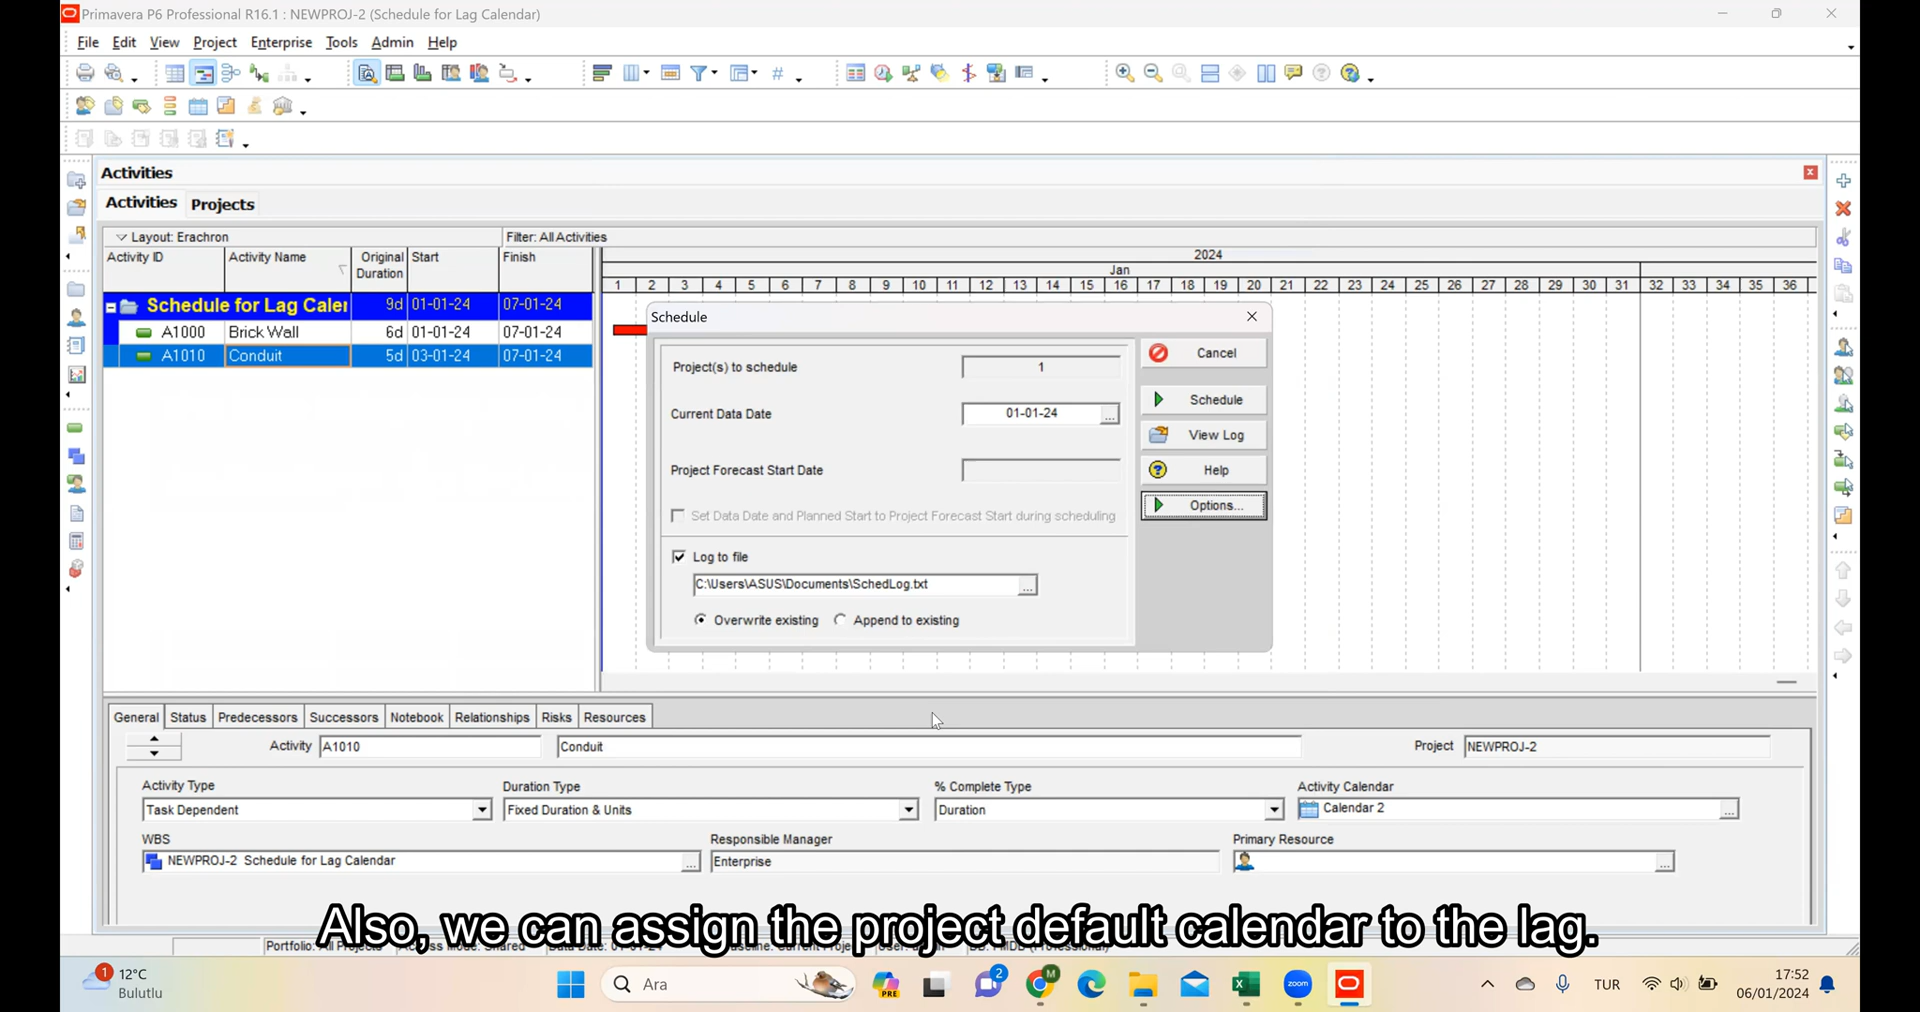 Primavera P6 Professional R16.1 : NEWPROJ-2 (Schedule for Lag Calendar)
File Edit View Project Enterprise Tools Admin Help
Activities
Activities Projects
Layout: Erachron Filter: All Activities
Activity ID Activity Name Original Duration Start Finish
2024
Jan
1 2 3 4 5 6 7 8 9 10 11 12 13 14 15 16 17 18 19 20 21 22 23 24 25 26 27 28 29 30 31 32 33 34 35 36
Schedule for Lag Caler 9d 01-01-24 07-01-24
A1000 Brick Wall 6d 01-01-24 07-01-24
A1010 Conduit 5d 03-01-24 07-01-24
Schedule
Project(s) to schedule 1 Cancel
Current Data Date 01-01-24 ... Schedule
View Log
Project Forecast Start Date Help
Set Data Date and Planned Start to Project Forecast Start during scheduling Options...
Log to file
C:\Users\ASUS\Documents\SchedLog.txt ...
Overwrite existing Append to existing
General Status Predecessors Successors Notebook Relationships Risks Resources
Activity A1010 Conduit Project NEWPROJ-2
Activity Type Duration Type % Complete Type Activity Calendar
Task Dependent Fixed Duration & Units Duration Calendar 2 ...
WBS Responsible Manager Primary Resource
NEWPROJ-2 Schedule for Lag Calendar ... Enterprise ...
Also, we can assign the project default calendar to the lag.
Portfolio: All Projects
1 12°C Bulutlu Ara PRE 2 M zoom TUR 17:52
06/01/2024